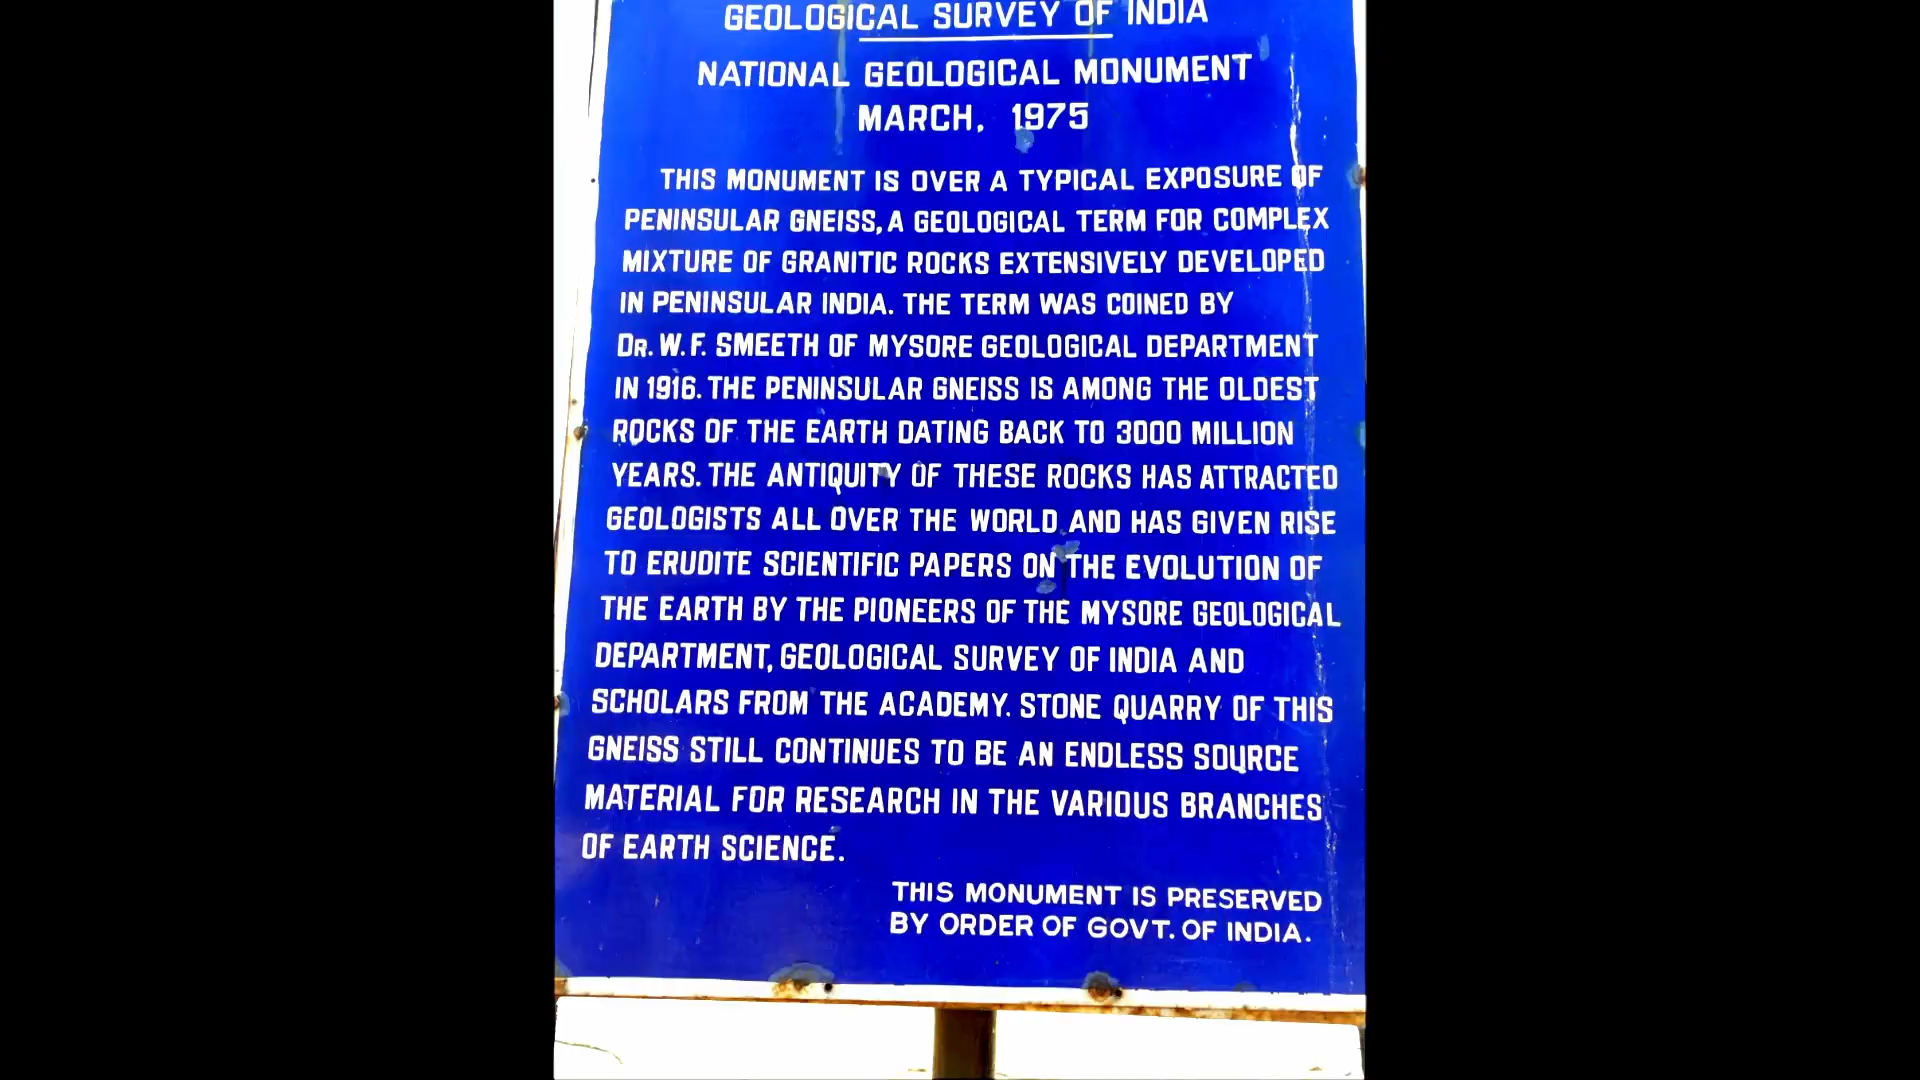 GEOLOGICAL SURVEY OF INDIA
NATIONAL GEOLOGICAL MONUMENT
MARCH, 1975
THIS MONUMENT IS OVER A TYPICAL EXPOSURE OF
PENINSULAR GNEISS, A GEOLOGICAL TERM FOR COMPLEX
MIXTURE OF GRANITIC ROCKS EXTENSIVELY DEVELOPED
IN PENINSULAR INDIA. THE TERM WAS COINED BY
DR. W.F. SMEETH OF MYSORE GEOLOGICAL DEPARTMENT
IN 1916. THE PENINSULAR GNEISS IS AMONG THE OLDEST
ROCKS OF THE EARTH DATING BACK TO 3000 MILLION
YEARS. THE ANTIQUITY OF THESE ROCKS HAS ATTRACTED
GEOLOGISTS ALL OVER THE WORLD AND HAS GIVEN RISE
TO ERUDITE SCIENTIFIC PAPERS ON THE EVOLUTION OF
THE EARTH BY THE PIONEERS OF THE MYSORE GEOLOGICAL
DEPARTMENT, GEOLOGICAL SURVEY OF INDIA AND
SCHOLARS FROM THE ACADEMY. STONE QUARRY OF THIS
GNEISS STILL CONTINUES TO BE AN ENDLESS SOURCE
MATERIAL FOR RESEARCH IN THE VARIOUS BRANCHES
OF EARTH SCIENCE.
THIS MONUMENT IS PRESERVED
BY ORDER OF GOVT. OF INDIA.